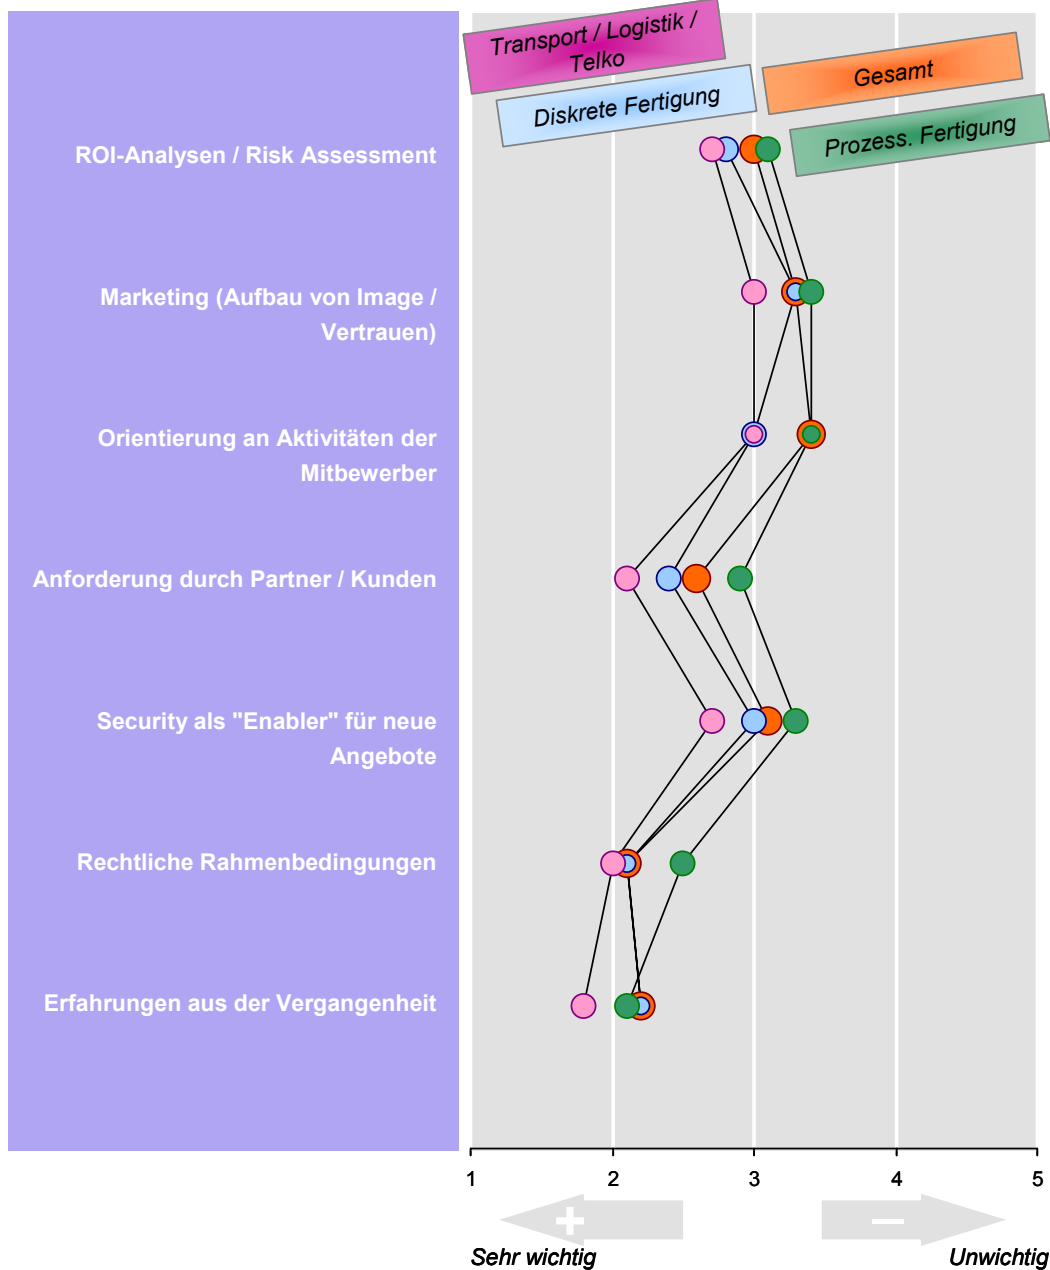 Transport / Logistik /
Telko
Diskrete Fertigung
Gesamt
Prozess. Fertigung
ROI-Analysen / Risk Assessment
Marketing (Aufbau von Image /
Vertrauen)
Orientierung an Aktivitäten der
Mitbewerber
Anforderung durch Partner / Kunden
Security als "Enabler" für neue
Angebote
Rechtliche Rahmenbedingungen
Erfahrungen aus der Vergangenheit
1 2 3 4 5
+ −
Sehr wichtig Unwichtig